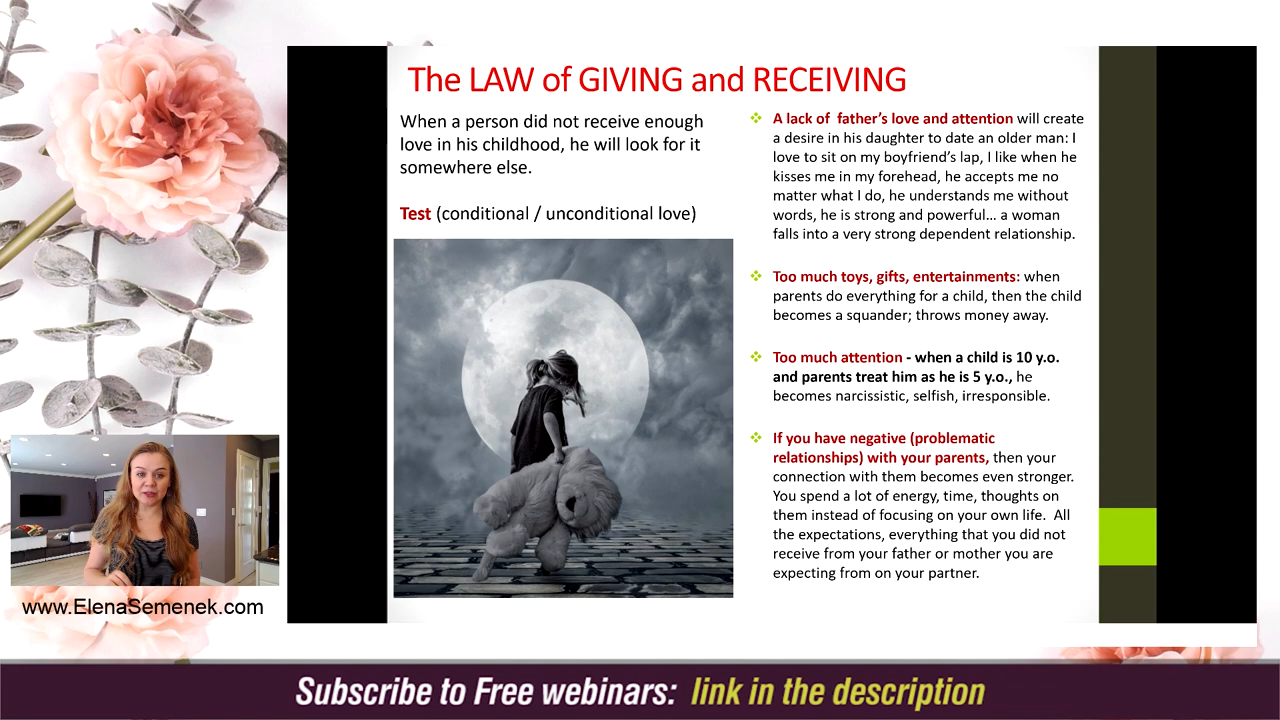 The LAW of GIVING and RECEIVING
When a person did not receive enough
love in his childhood, he will look for it
somewhere else.
Test (conditional / unconditional love)
A lack of father's love and attention will create
a desire in his daughter to date an older man: I
love to sit on my boyfriend's lap, I like when he
kisses me in my forehead, he accepts me no
matter what I do, he understands me without
words, he is strong and powerful... a woman
falls into a very strong dependent relationship.
Too much toys, gifts, entertainments: when
parents do everything for a child, then the child
becomes a squander; throws money away.
Too much attention - when a child is 10 y.o.
and parents treat him as he is 5 y.o., he
becomes narcissistic, selfish, irresponsible.
If you have negative (problematic
relationships) with your parents, then your
connection with them becomes even stronger.
You spend a lot of energy, time, thoughts on
them instead of focusing on your own life. All
the expectations, everything that you did not
receive from your father or mother you are
expecting from on your partner.
www.ElenaSemenek.com
Subscribe to Free webinars: link in the description